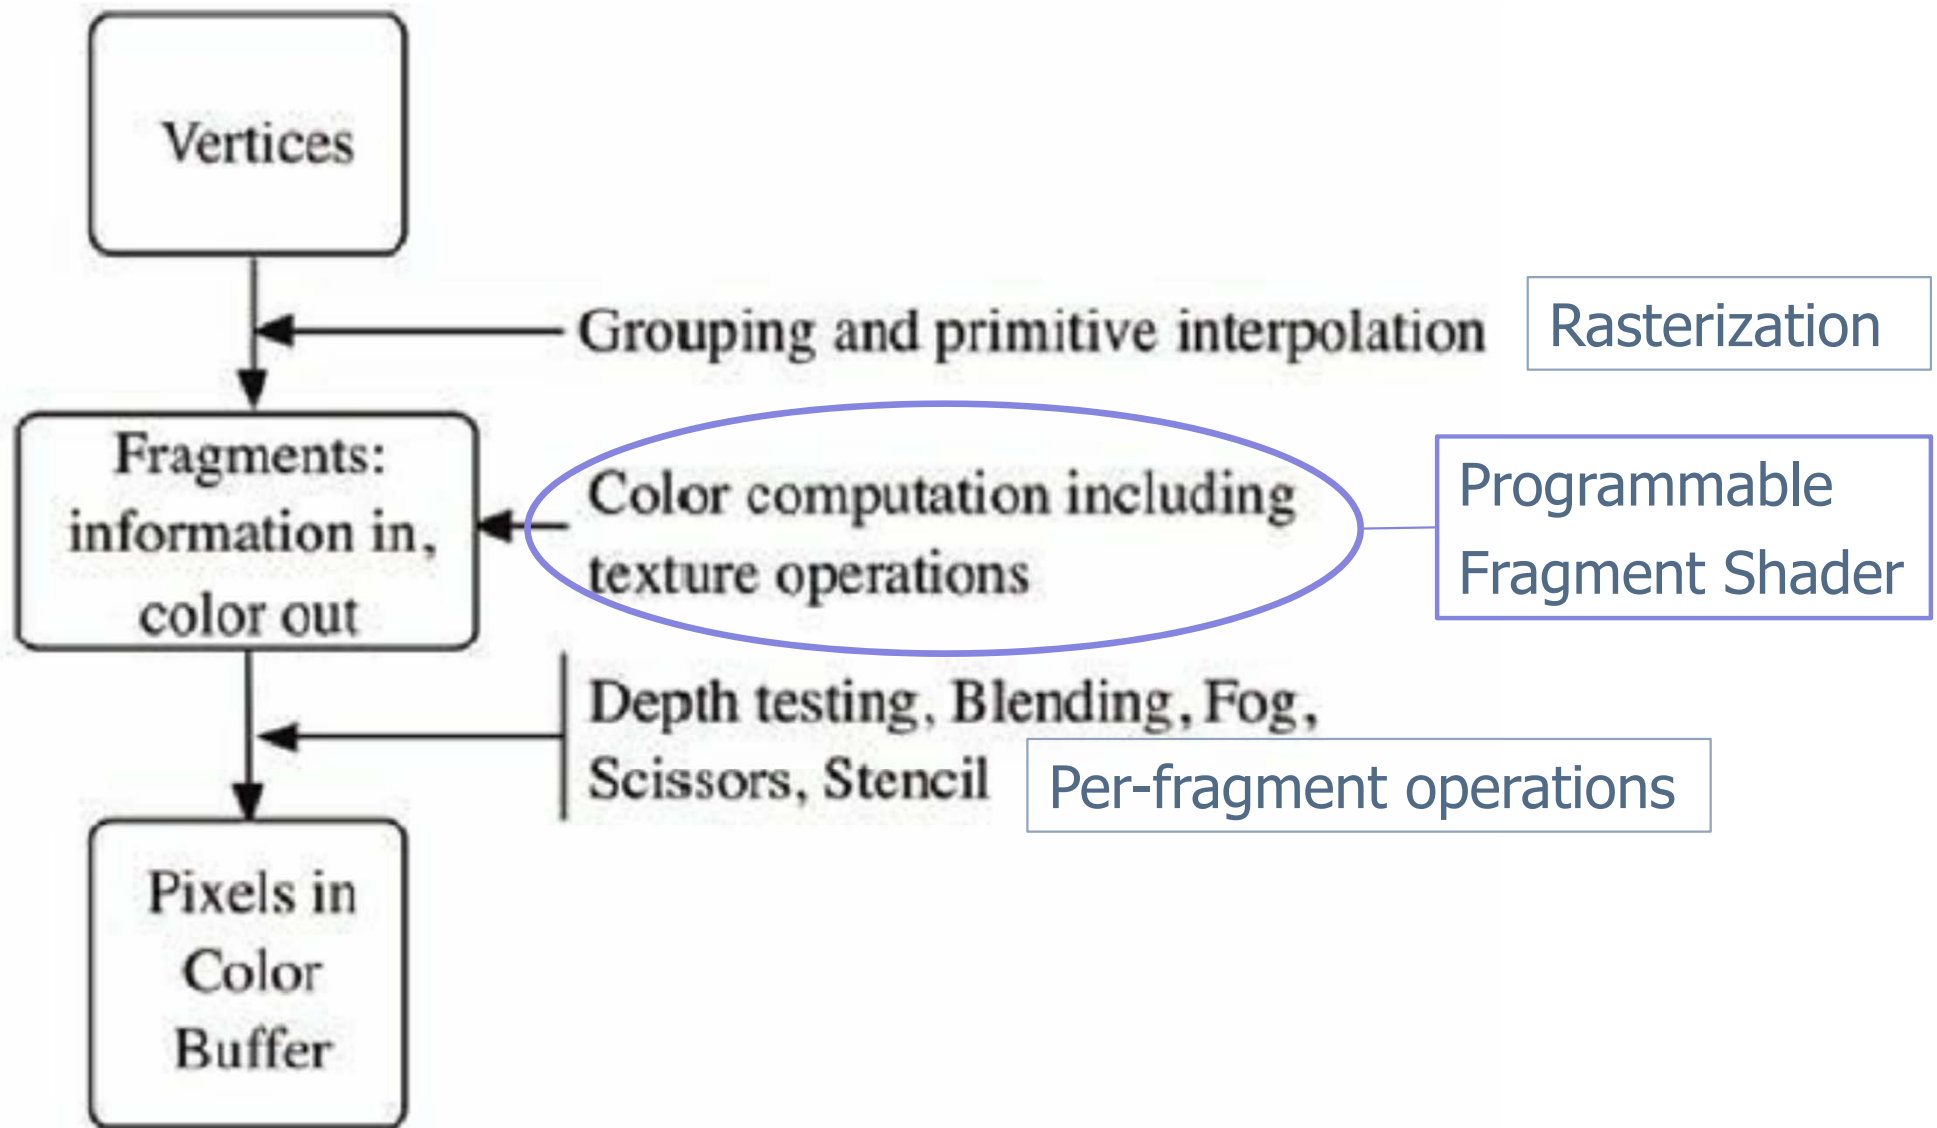 Vertices
Grouping and primitive interpolation
Rasterization
Fragments:
information in,
color out
Color computation including
texture operations
Programmable
Fragment Shader
Depth testing, Blending, Fog,
Scissors, Stencil
Per-fragment operations
Pixels in
Color
Buffer